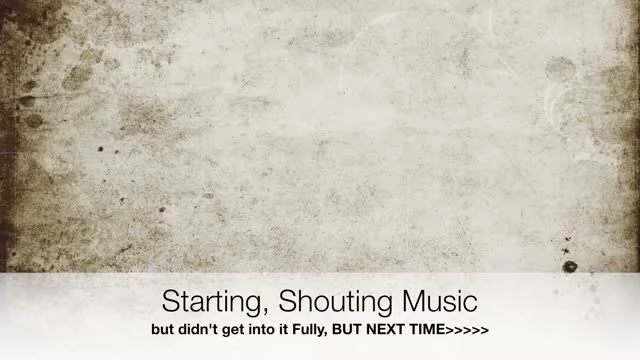 Starting, Shouting Music
but didn't get into it Fully, BUT NEXT TIME>>>>>